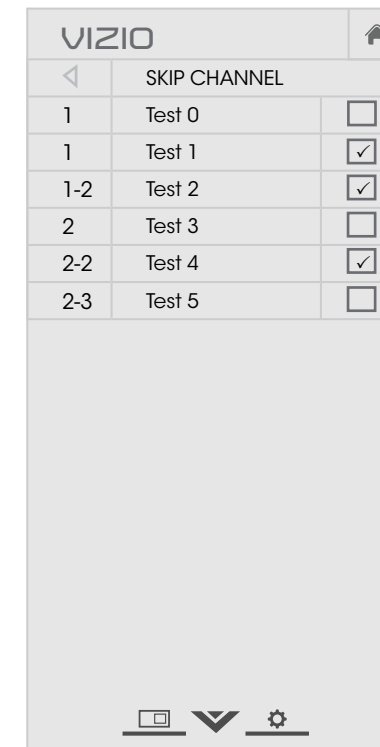 VIZIO
SKIP CHANNEL
1 Test 0
1 Test 1
1-2 Test 2
2 Test 3
2-2 Test 4
2-3 Test 5